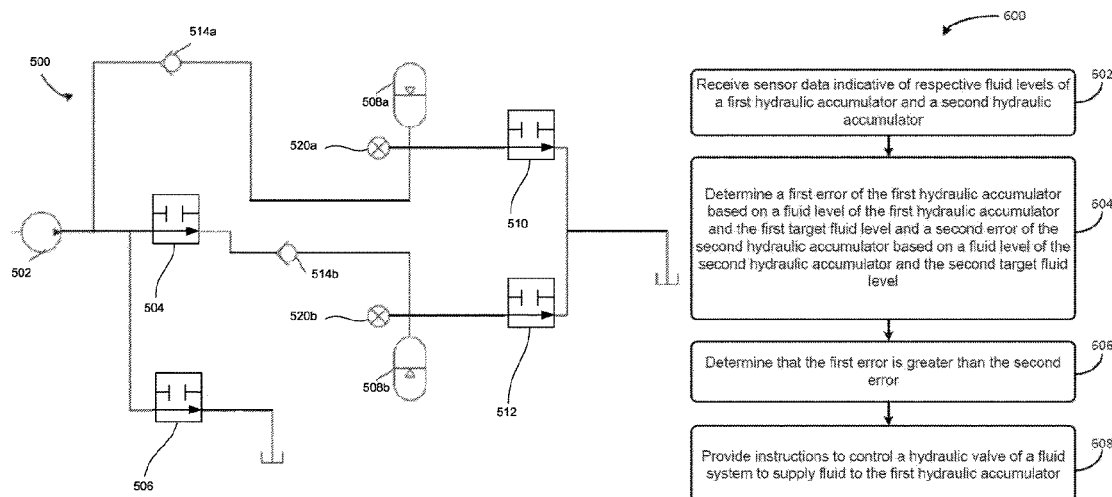 500
514a
508a
520a
510
502
504
514b
520b
508b
512
506
600
Receive sensor data indicative of respective fluid levels of
a first hydraulic accumulator and a second hydraulic
accumulator
602
Determine a first error of the first hydraulic accumulator
based on a fluid level of the first hydraulic accumulator
and the first target fluid level and a second error of the
second hydraulic accumulator based on a fluid level of the
second hydraulic accumulator and the second target fluid
level
604
Determine that the first error is greater than the second
error
606
Provide instructions to control a hydraulic valve of a fluid
system to supply fluid to the first hydraulic accumulator
608